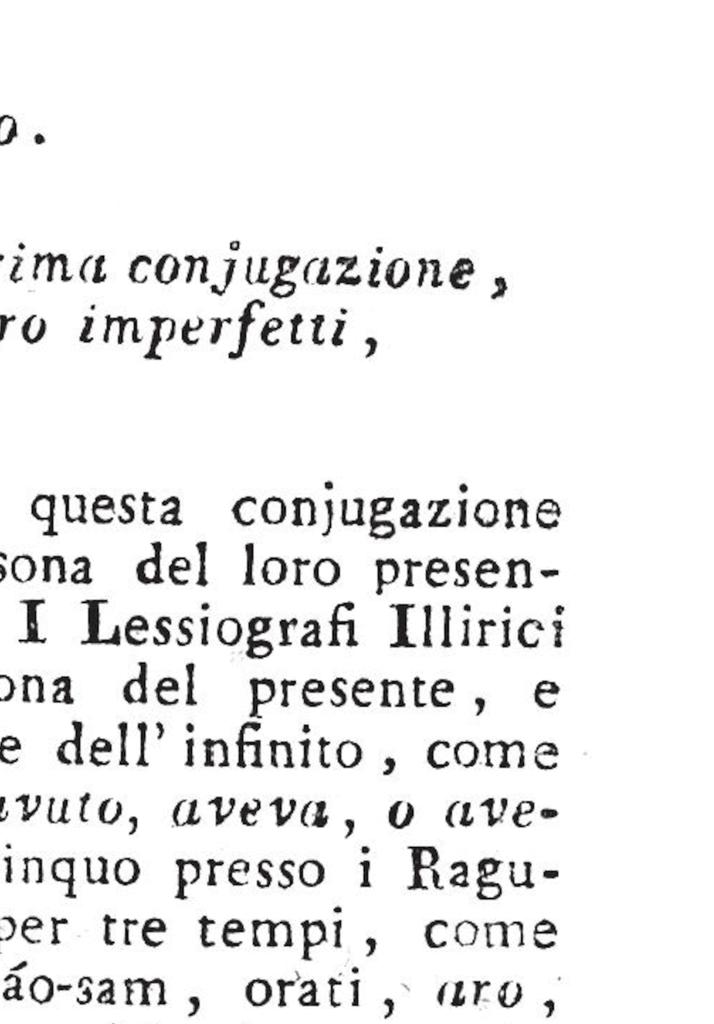 o.
rima conjugazione,
ro imperfetti,
questa conjugazione
sona del loro presen-
I Lessiografi Illirici
ona del presente, e
e dell' infinito, come
avuto, aveva, o ave-
inquo presso i Ragu-
per tre tempi, come
áo-sam, orati, aro,